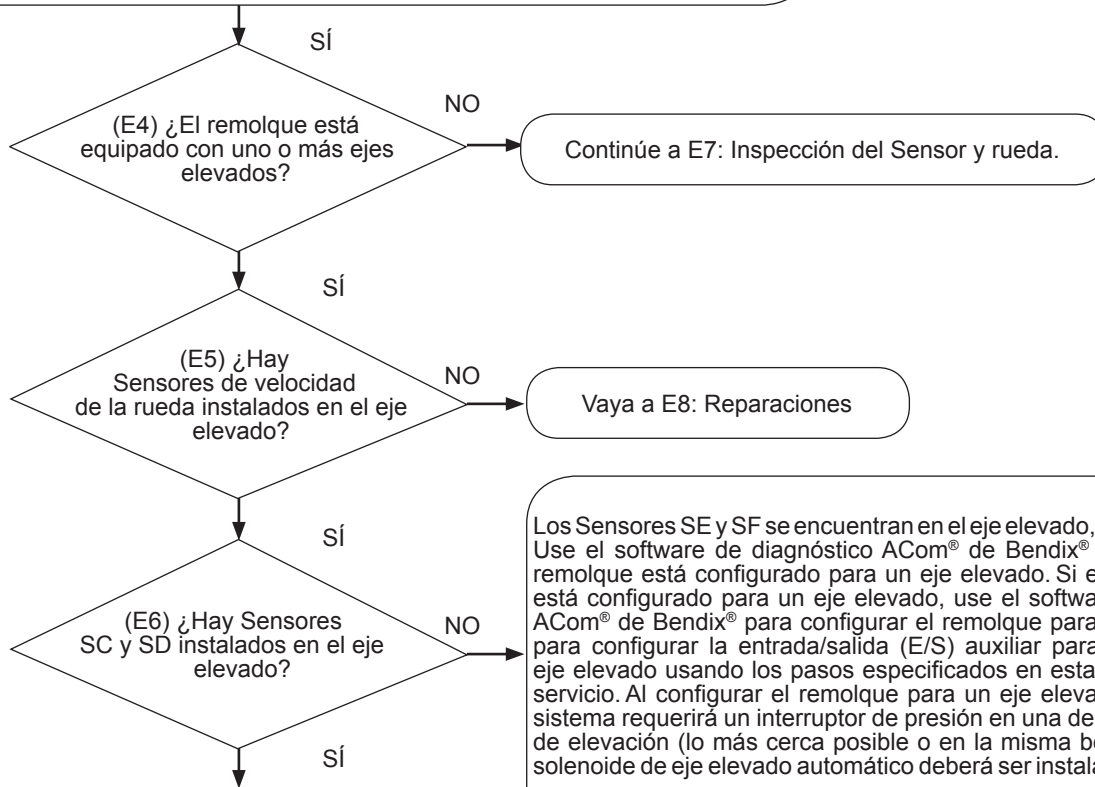 SÍ
(E4) ¿El remolque está
equipado con uno o más ejes
elevados?
NO
Continúe a E7: Inspección del Sensor y rueda.
SÍ
(E5) ¿Hay
Sensores de velocidad
de la rueda instalados en el eje
elevado?
NO
Vaya a E8: Reparaciones
SÍ
(E6) ¿Hay Sensores
SC y SD instalados en el eje
elevado?
NO
Los Sensores SE y SF se encuentran en el eje elevado,
Use el software de diagnóstico ACom® de Bendix®
remolque está configurado para un eje elevado. Si e
está configurado para un eje elevado, use el softwa
ACom® de Bendix® para configurar el remolque para
para configurar la entrada/salida (E/S) auxiliar para
eje elevado usando los pasos especificados en esta
servicio. Al configurar el remolque para un eje eleva
sistema requerirá un interruptor de presión en una de
de elevación (lo más cerca posible o en la misma b
solenoide de eje elevado automático deberá ser instala
SÍ